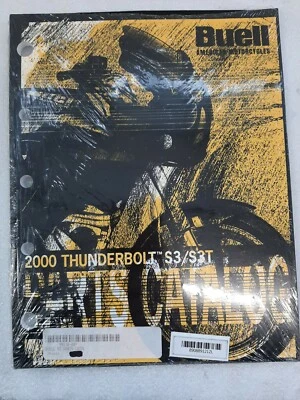 Buell
AMERICAN MOTORCYCLES
2000 THUNDERBOLT™ S3/S3T
PARTS CATALOG